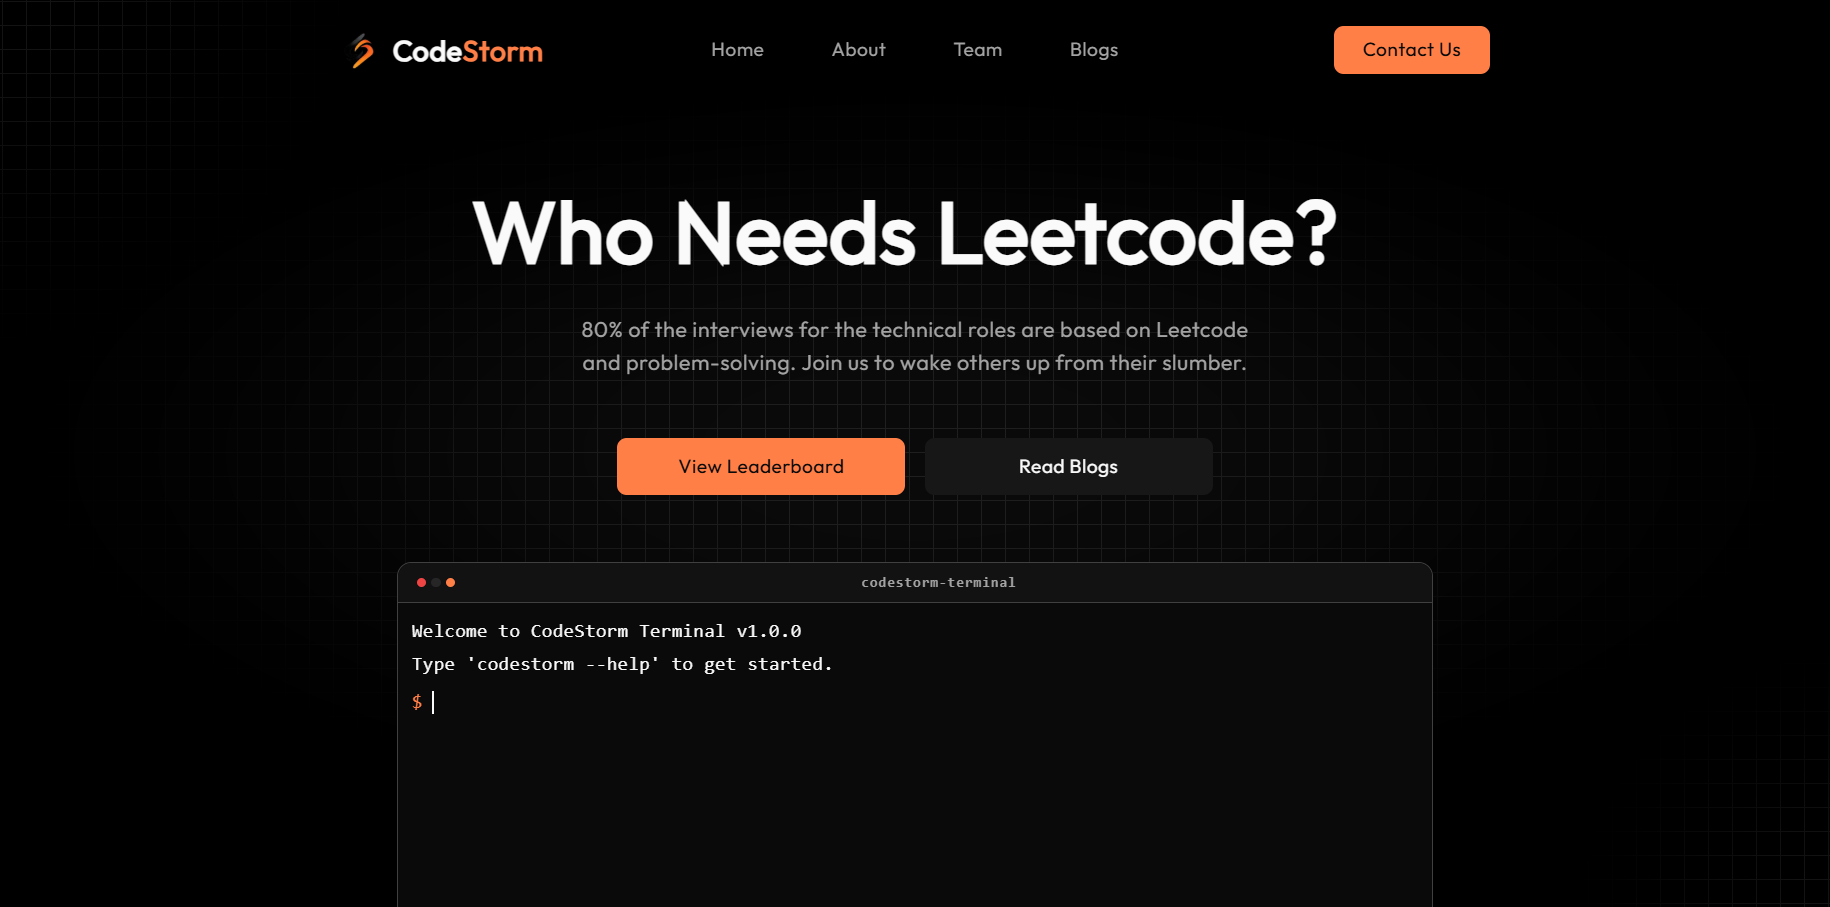 CodeStorm
Home
About
Team
Blogs
Contact Us
Who Needs Leetcode?
80% of the interviews for the technical roles are based on Leetcode
and problem-solving. Join us to wake others up from their slumber.
View Leaderboard
Read Blogs
codestorm-terminal
Welcome to CodeStorm Terminal v1.0.0
Type 'codestorm --help' to get started.
$